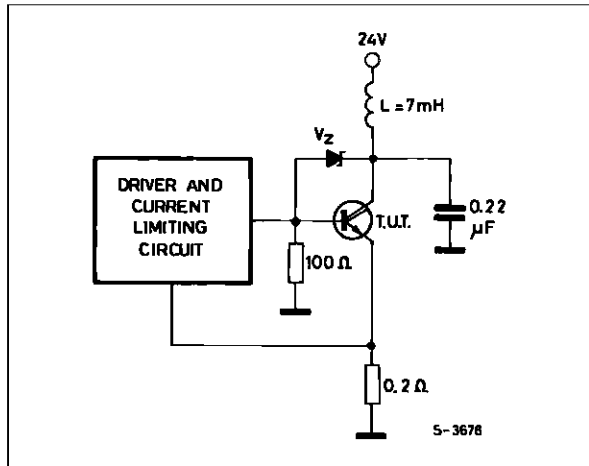 24V
L = 7mH
Vz
DRIVER AND
CURRENT
LIMITING
CIRCUIT
T.U.T.
0.22
µF
100 Ω
0.2 Ω
S-3676